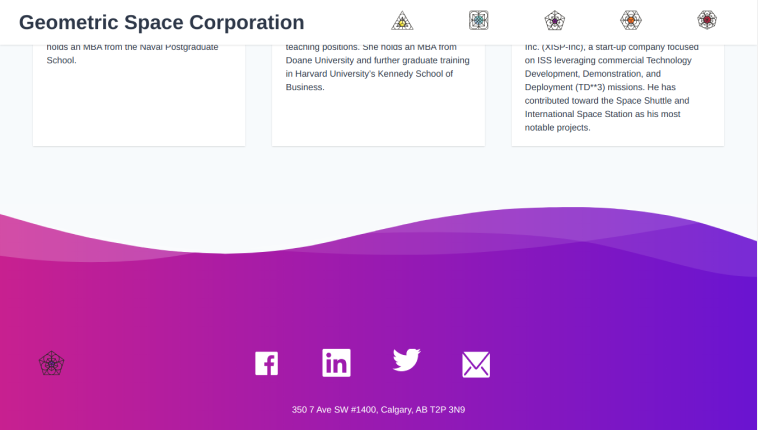 Geometric Space Corporation
holds an MBA from the Naval Postgraduate
School.
teaching positions. She holds an MBA from
Doane University and further graduate training
in Harvard University's Kennedy School of
Business.
Inc. (XISP-Inc), a start-up company focused
on ISS leveraging commercial Technology
Development, Demonstration, and
Deployment (TD**3) missions. He has
contributed toward the Space Shuttle and
International Space Station as his most
notable projects.
350 7 Ave SW #1400, Calgary, AB T2P 3N9